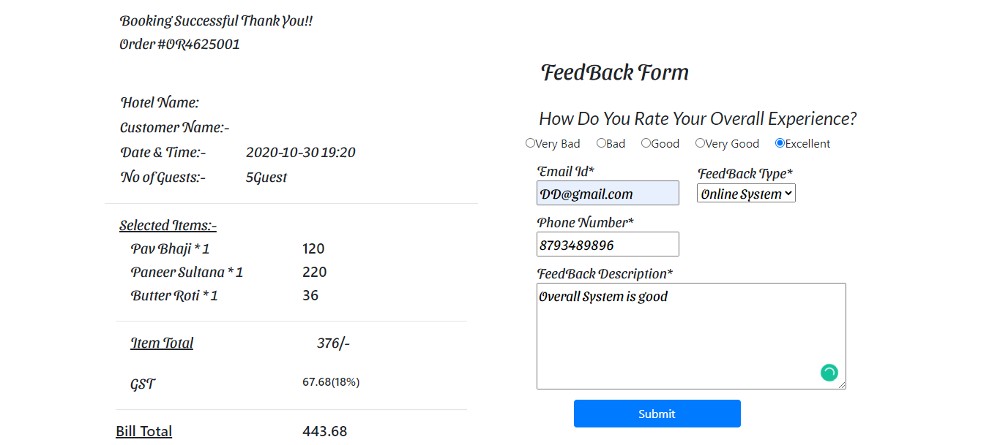 Booking Successful Thank You!!
Order #OR4625001
Hotel Name:
Customer Name:-
Date & Time:- 2020-10-30 19:20
No of Guests:- 5Guest
Selected Items:-
Pav Bhaji * 1 120
Paneer Sultana * 1 220
Butter Roti * 1 36
Item Total 376/-
GST 67.68(18%)
Bill Total 443.68
FeedBack Form
How Do You Rate Your Overall Experience?
Very Bad Bad Good Very Good Excellent
Email Id* FeedBack Type*
DD@gmail.com Online System
Phone Number*
8793489896
FeedBack Description*
Overall System is good
Submit